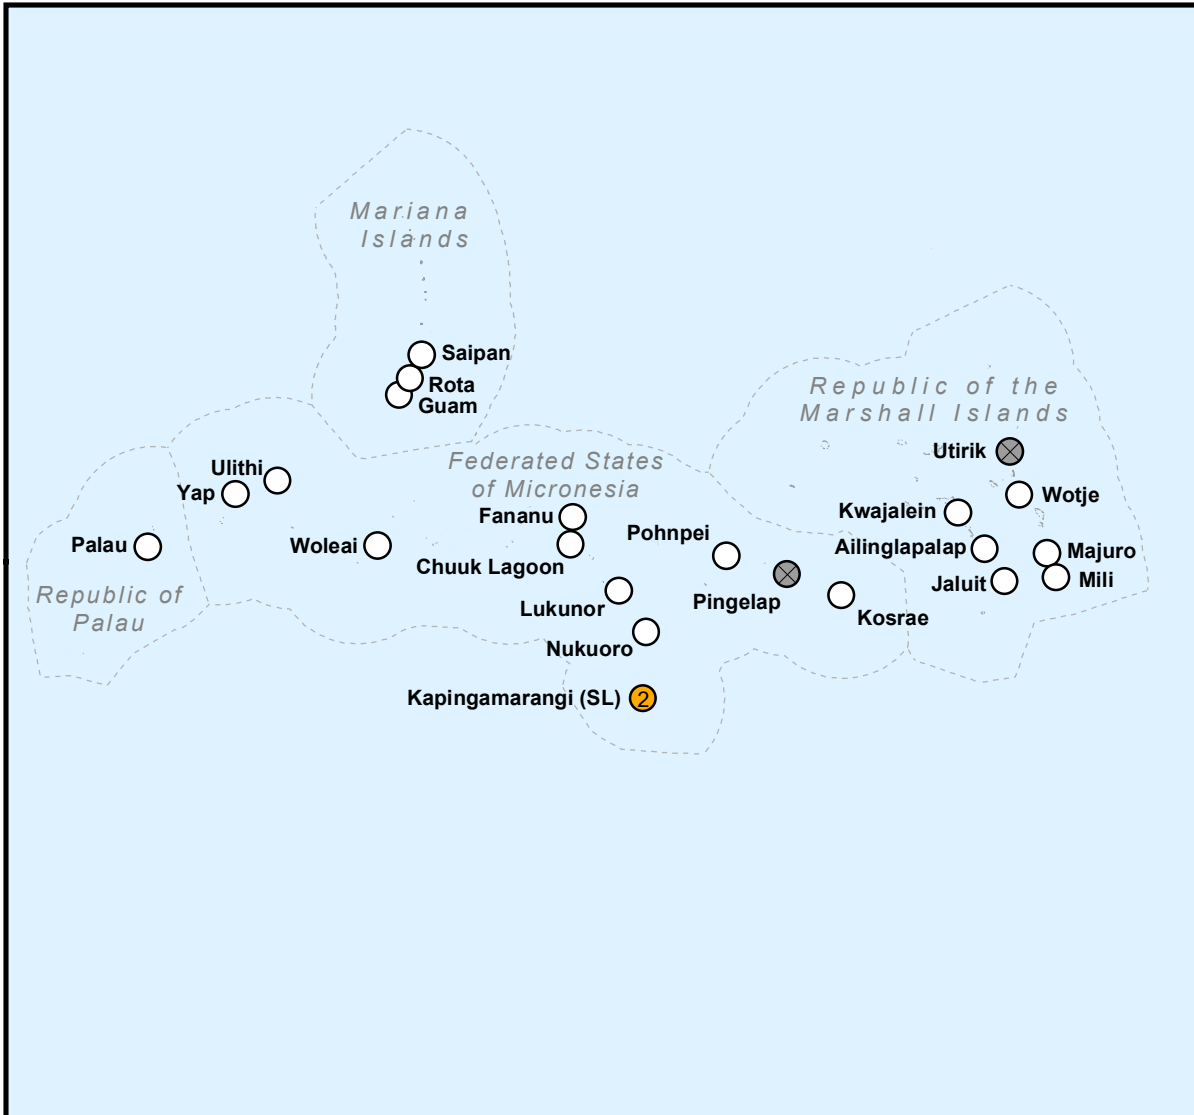 Mariana
Islands
Saipan
Rota
Guam
Republic of the
Marshall Islands
Utirik
Wotje
Kwajalein
Ailinglapalap
Majuro
Jaluit
Mili
Federated States
of Micronesia
Ulithi
Yap
Fananu
Pohnpei
Palau
Woleai
Chuuk Lagoon
Republic of
Palau
Lukunor
Pingelap
Kosrae
Nukuoro
Kapingamarangi (SL) 2